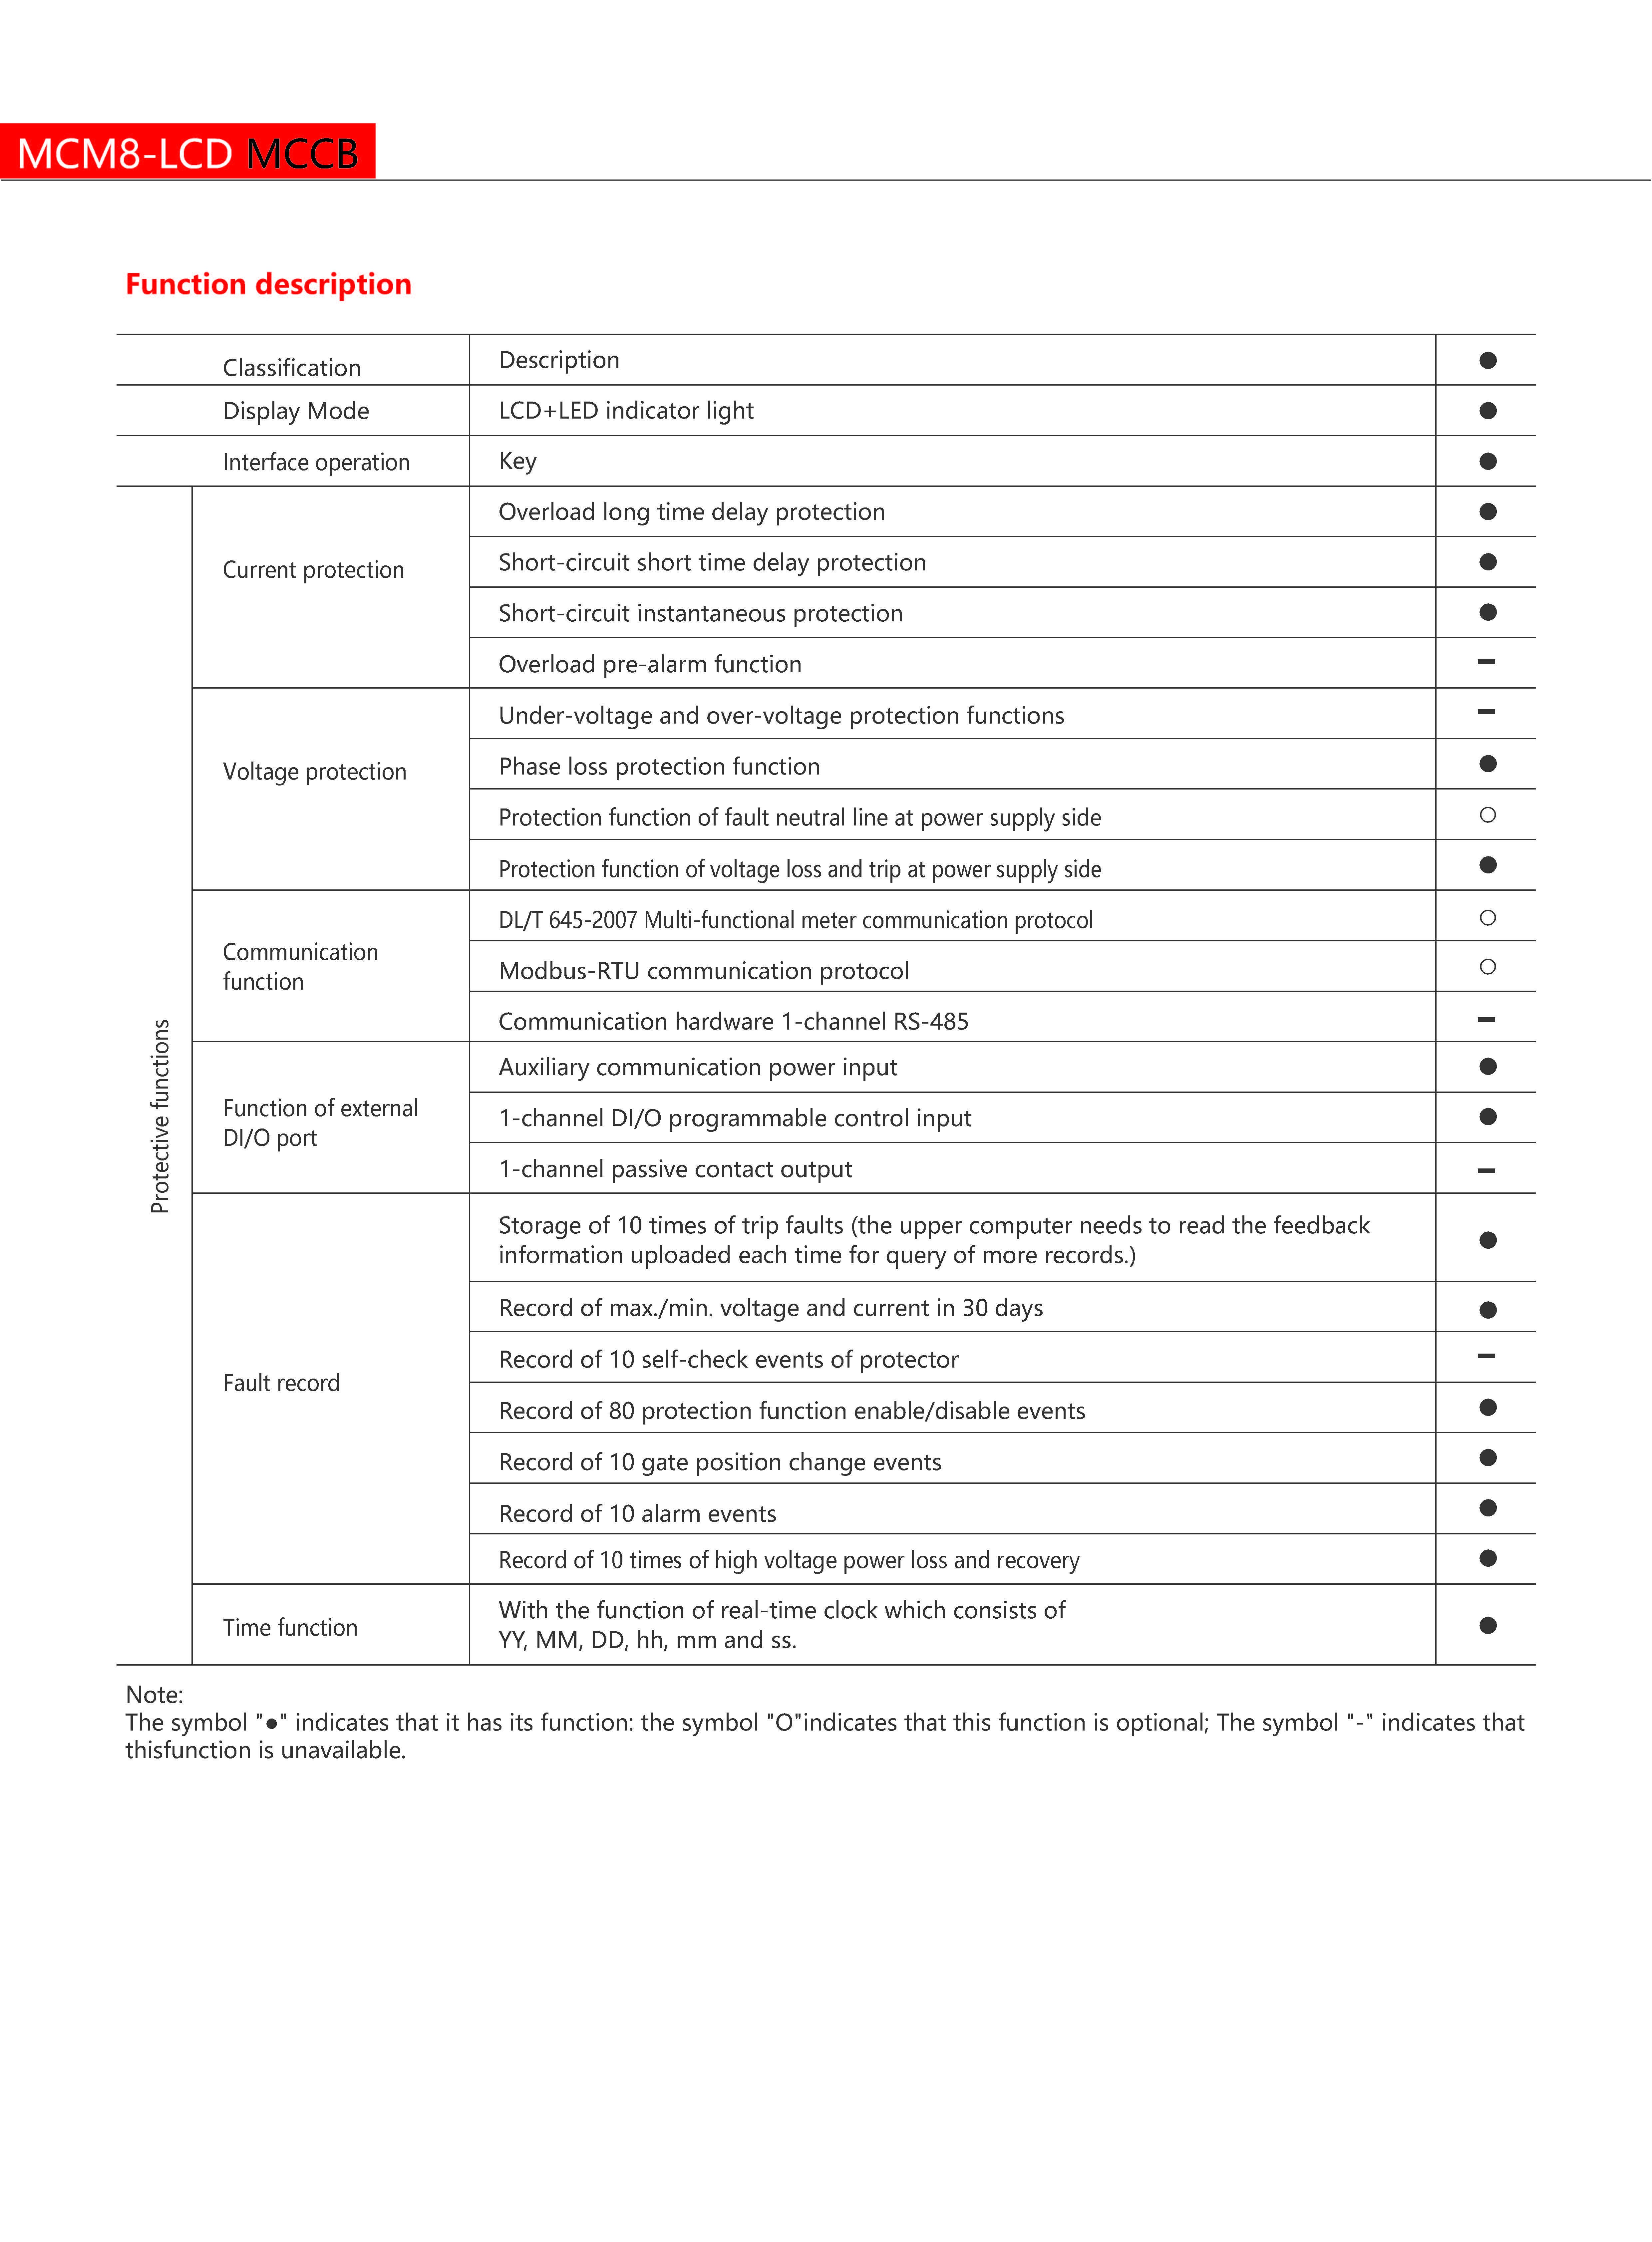 MCM8-LCD MCCB
Function description
Classification Description ●
Display Mode LCD+LED indicator light ●
Interface operation Key ●
Protective functions
Current protection
Overload long time delay protection ●
Short-circuit short time delay protection ●
Short-circuit instantaneous protection ●
Overload pre-alarm function –
Voltage protection
Under-voltage and over-voltage protection functions –
Phase loss protection function ●
Protection function of fault neutral line at power supply side ○
Protection function of voltage loss and trip at power supply side ●
Communication
function
DL/T 645-2007 Multi-functional meter communication protocol ○
Modbus-RTU communication protocol ○
Communication hardware 1-channel RS-485 –
Function of external
DI/O port
Auxiliary communication power input ●
1-channel DI/O programmable control input ●
1-channel passive contact output –
Fault record
Storage of 10 times of trip faults (the upper computer needs to read the feedback
information uploaded each time for query of more records.) ●
Record of max./min. voltage and current in 30 days ●
Record of 10 self-check events of protector –
Record of 80 protection function enable/disable events ●
Record of 10 gate position change events ●
Record of 10 alarm events ●
Record of 10 times of high voltage power loss and recovery ●
Time function
With the function of real-time clock which consists of
YY, MM, DD, hh, mm and ss. ●
Note:
The symbol "●" indicates that it has its function: the symbol "O"indicates that this function is optional; The symbol "-" indicates that
thisfunction is unavailable.